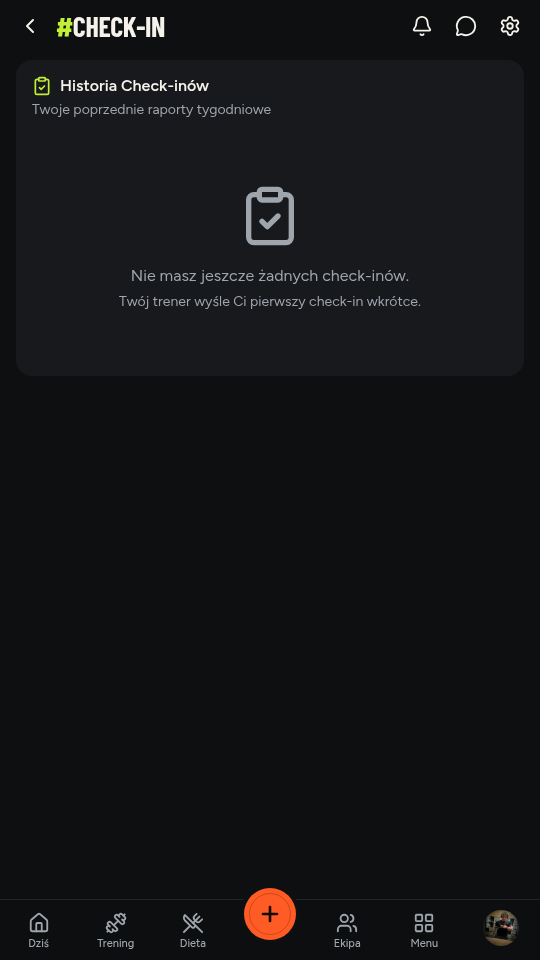 #CHECK-IN
Historia Check-inów
Twoje poprzednie raporty tygodniowe
Nie masz jeszcze żadnych check-inów.
Twój trener wyśle Ci pierwszy check-in wkrótce.
Dziś
Trening
Dieta
Ekipa
Menu